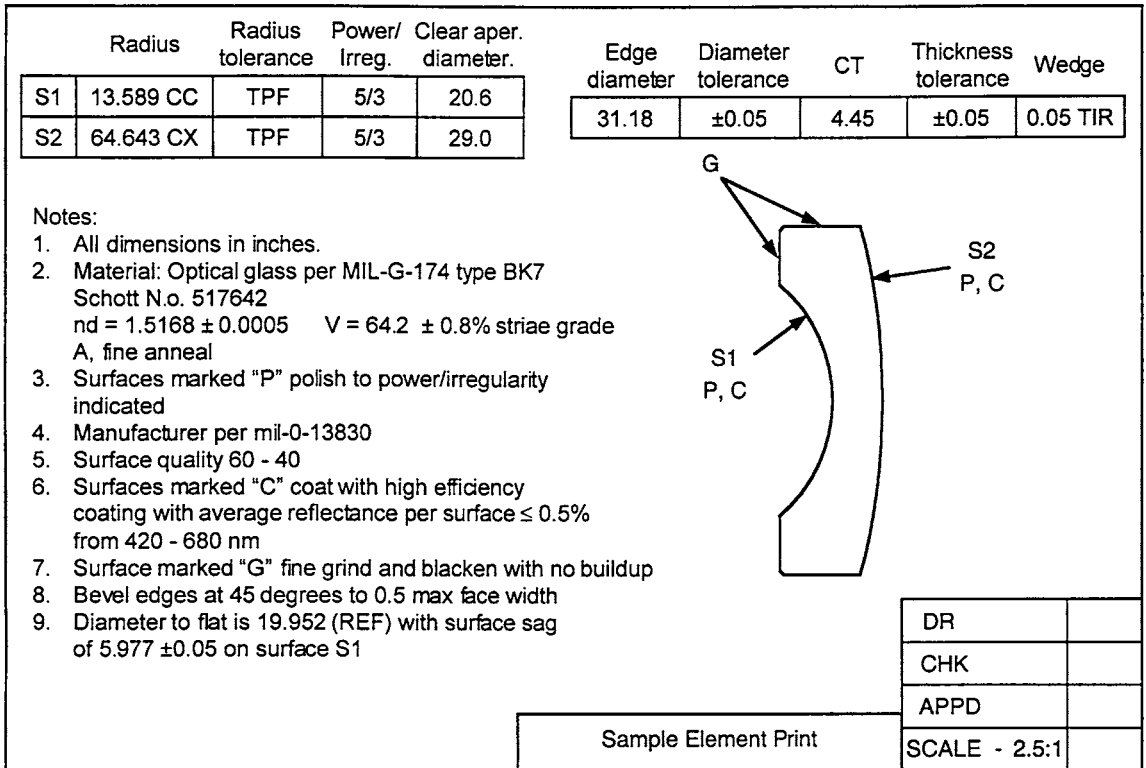 Radius Radius tolerance Power/ Irreg. Clear aper. diameter.
S1 13.589 CC TPF 5/3 20.6
S2 64.643 CX TPF 5/3 29.0
Edge diameter Diameter tolerance CT Thickness tolerance Wedge
31.18 ±0.05 4.45 ±0.05 0.05 TIR
Notes:
1. All dimensions in inches.
2. Material: Optical glass per MIL-G-174 type BK7
Schott N.o. 517642
nd = 1.5168 ± 0.0005 V = 64.2 ± 0.8% striae grade
A, fine anneal
3. Surfaces marked “P” polish to power/irregularity
indicated
4. Manufacturer per mil-0-13830
5. Surface quality 60 - 40
6. Surfaces marked “C” coat with high efficiency
coating with average reflectance per surface ≤ 0.5%
from 420 - 680 nm
7. Surface marked “G” fine grind and blacken with no buildup
8. Bevel edges at 45 degrees to 0.5 max face width
9. Diameter to flat is 19.952 (REF) with surface sag
of 5.977 ±0.05 on surface S1
G
S2
P, C
S1
P, C
DR
CHK
APPD
SCALE - 2.5:1
Sample Element Print